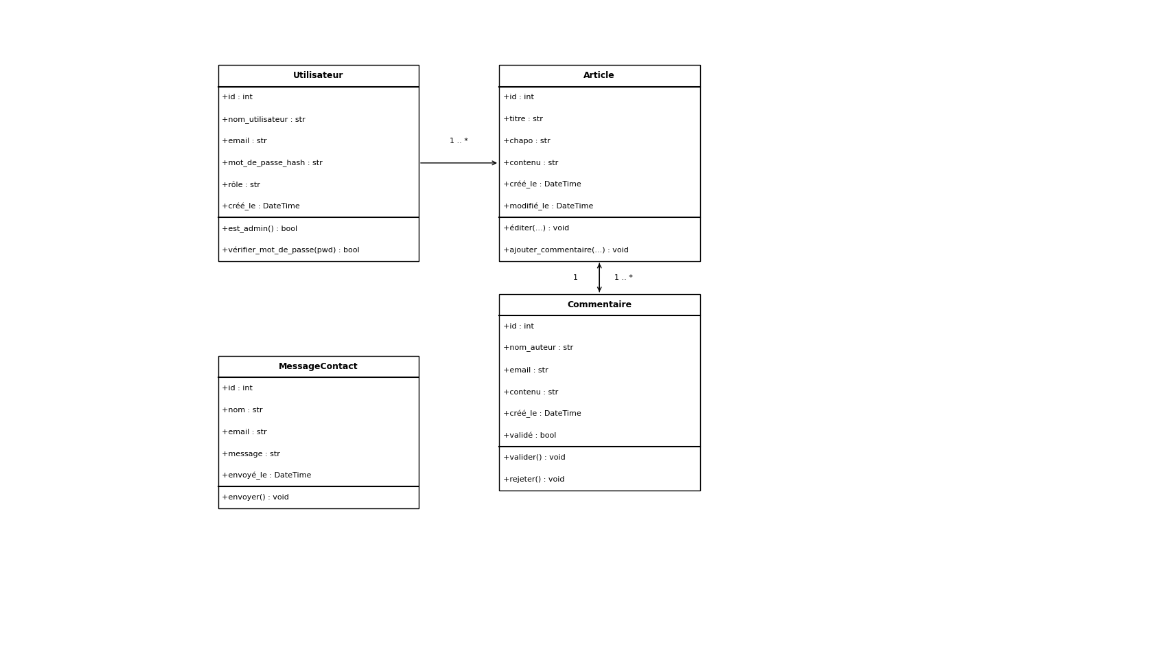 Utilisateur
+id : int
+nom_utilisateur : str
+email : str
+mot_de_passe_hash : str
+rôle : str
+créé_le : DateTime
+est_admin() : bool
+vérifier_mot_de_passe(pwd) : bool
1 .. *
Article
+id : int
+titre : str
+chapo : str
+contenu : str
+créé_le : DateTime
+modifié_le : DateTime
+éditer(...) : void
+ajouter_commentaire(...) : void
1
1 .. *
Commentaire
+id : int
+nom_auteur : str
+email : str
+contenu : str
+créé_le : DateTime
+validé : bool
+valider() : void
+rejeter() : void
MessageContact
+id : int
+nom : str
+email : str
+message : str
+envoyé_le : DateTime
+envoyer() : void